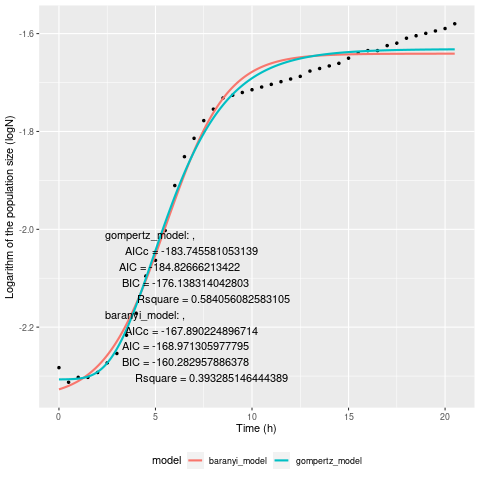 -1.6
-1.8
-2.0
-2.2
Logarithm of the population size (logN)
gompertz_model: ,
AICc = -183.745581053139
AIC = -184.82666213422
BIC = -176.138314042803
Rsquare = 0.584056082583105
baranyi_model: ,
AICc = -167.890224896714
AIC = -168.971305977795
BIC = -160.282957886378
Rsquare = 0.393285146444389
0 5 10 15 20
Time (h)
model baranyi_model gompertz_model